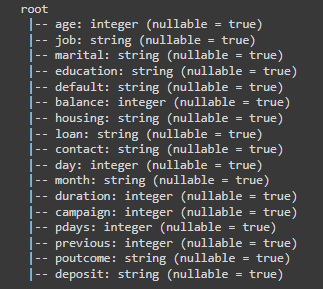 root
|-- age: integer (nullable = true)
|-- job: string (nullable = true)
|-- marital: string (nullable = true)
|-- education: string (nullable = true)
|-- default: string (nullable = true)
|-- balance: integer (nullable = true)
|-- housing: string (nullable = true)
|-- loan: string (nullable = true)
|-- contact: string (nullable = true)
|-- day: integer (nullable = true)
|-- month: string (nullable = true)
|-- duration: integer (nullable = true)
|-- campaign: integer (nullable = true)
|-- pdays: integer (nullable = true)
|-- previous: integer (nullable = true)
|-- poutcome: string (nullable = true)
|-- deposit: string (nullable = true)